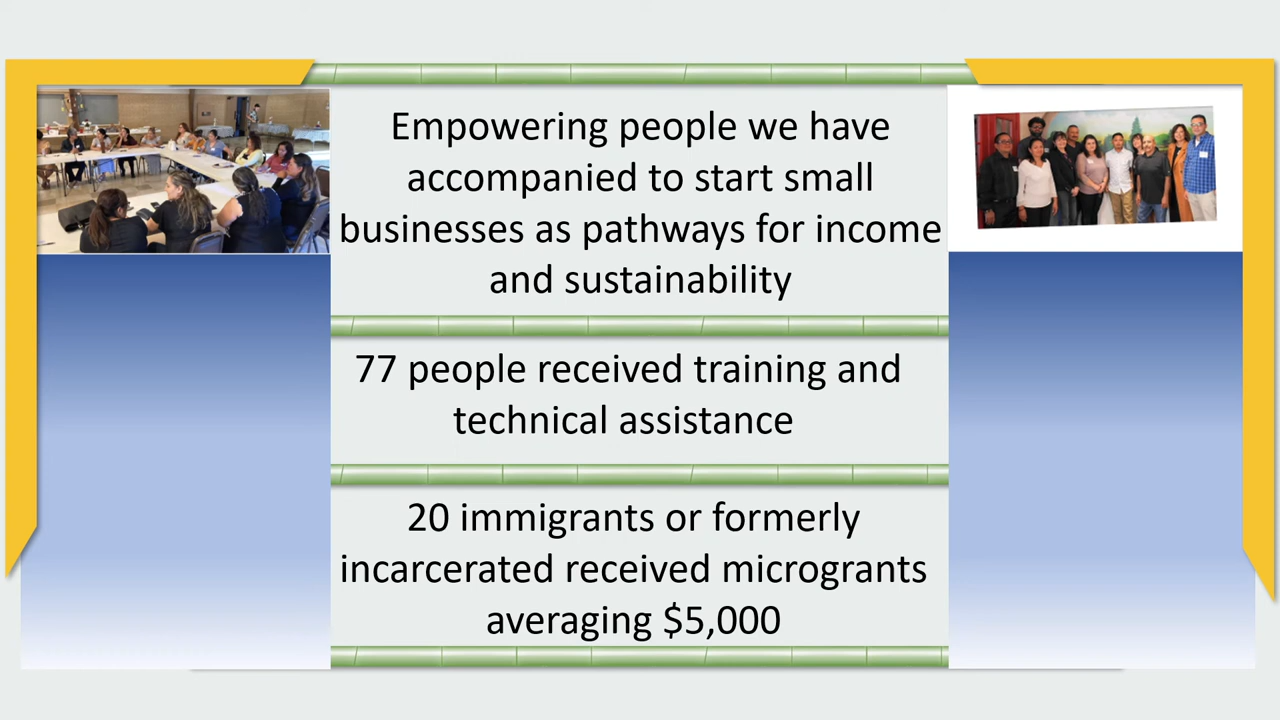 Empowering people we have
accompanied to start small
businesses as pathways for income
and sustainability
77 people received training and
technical assistance
20 immigrants or formerly
incarcerated received microgrants
averaging $5,000